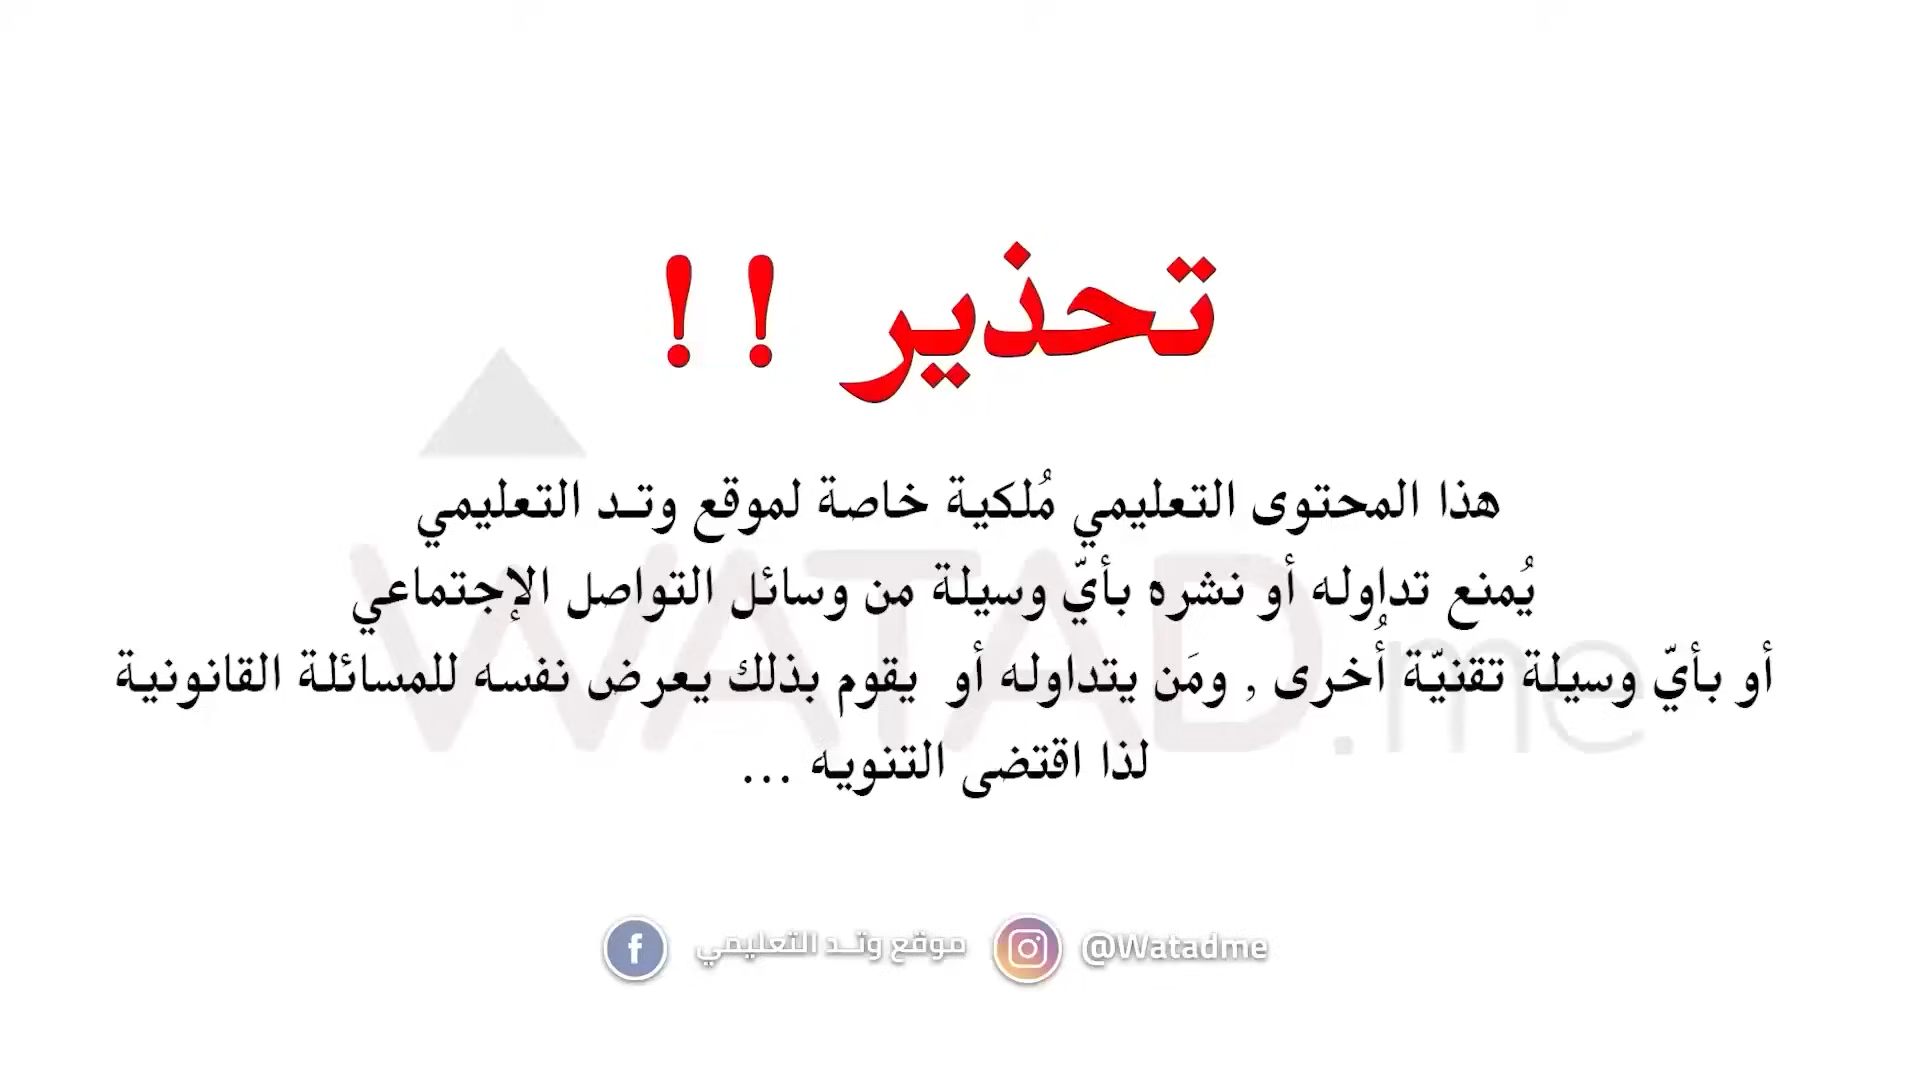 تحذير !!
هذا المحتوى التعليمي مُلكية خاصة لموقع وتـد التعليمي
يُمنع تداوله أو نشره بأيّ وسيلة من وسائل التواصل الإجتماعي
أو بأيّ وسيلة تقنيّة أُخرى , ومَن يتداوله أو يقوم بذلك يعرض نفسه للمسائلة القانونية
لذا اقتضى التنويه ...
WATAD.me
موقع وتـد التعليمي
@Watadme